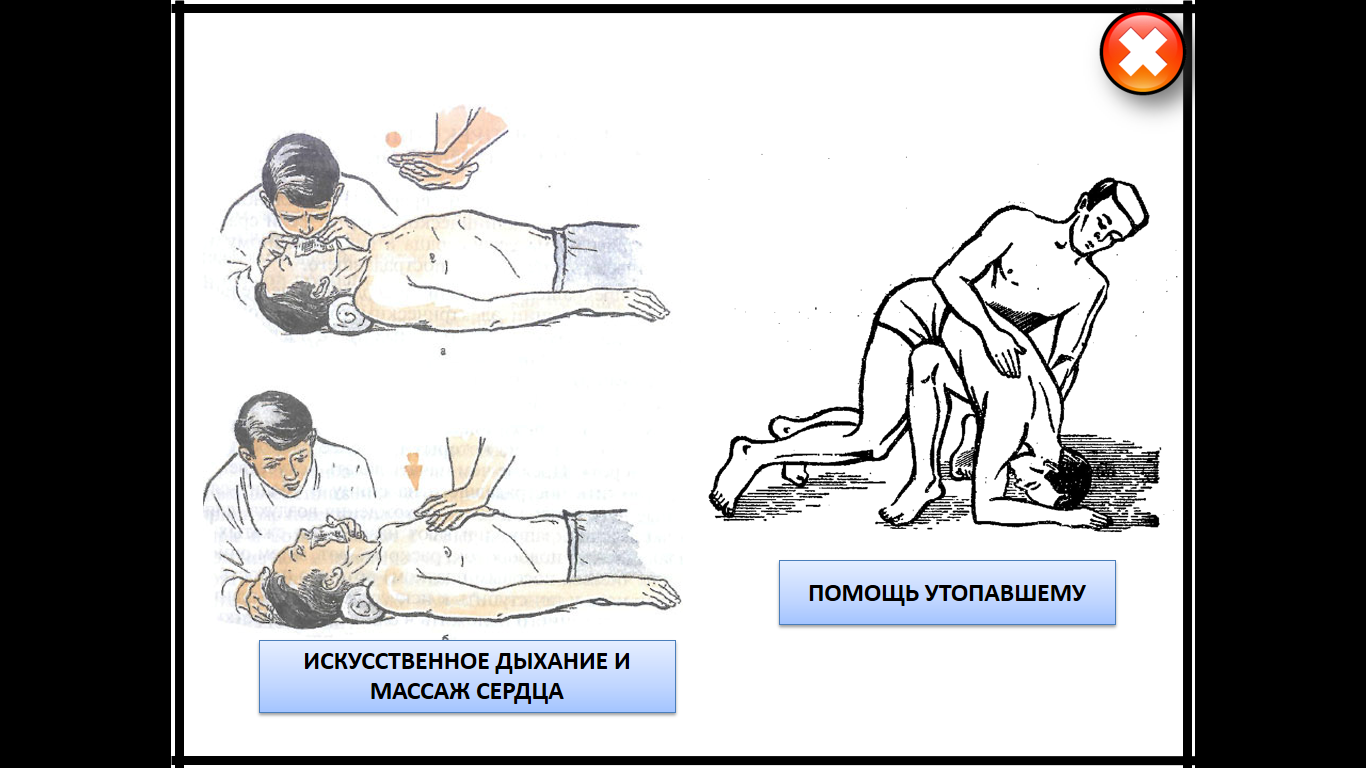 а
б
ИСКУССТВЕННОЕ ДЫХАНИЕ И
МАССАЖ СЕРДЦА
ПОМОЩЬ УТОПАВШЕМУ